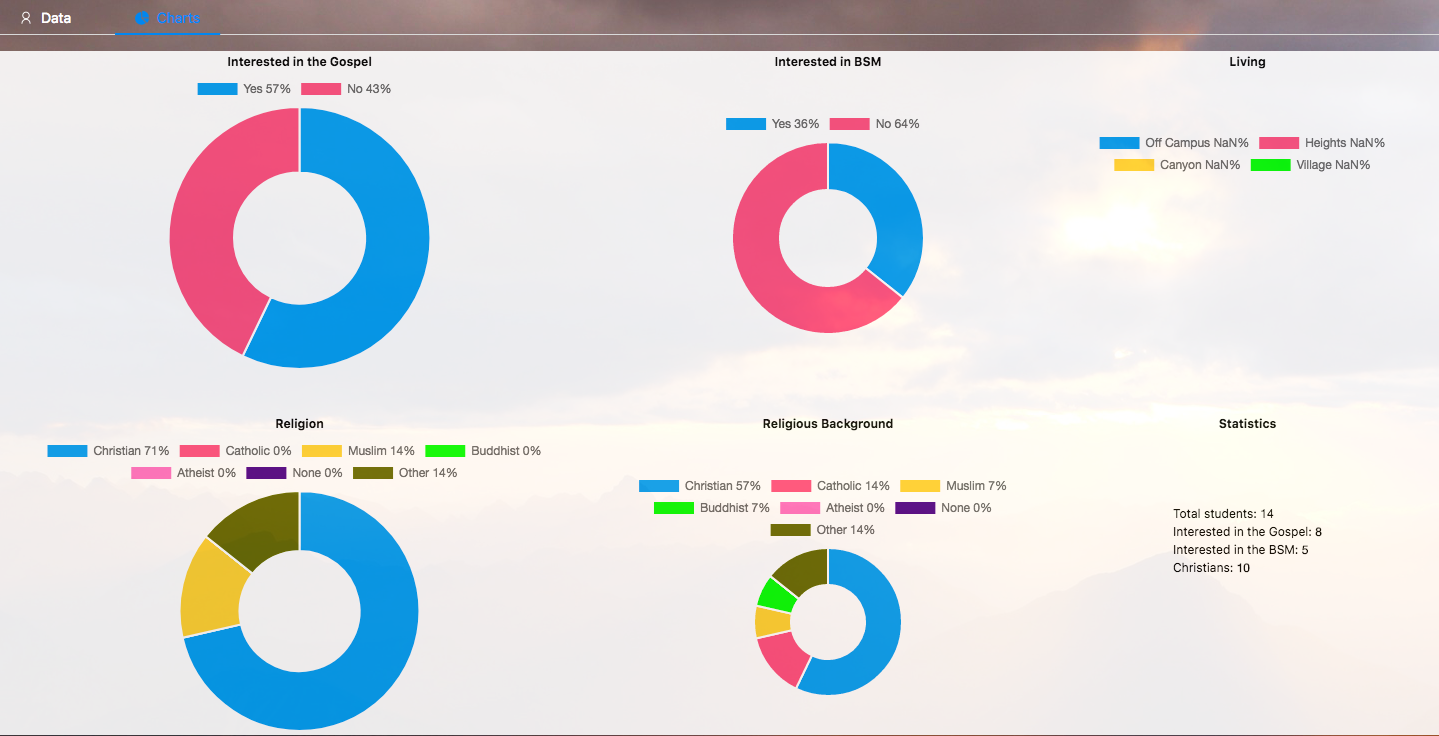 Data
Charts
Interested in the Gospel
Yes 57% No 43%
Interested in BSM
Yes 36% No 64%
Living
Off Campus NaN% Heights NaN%
Canyon NaN% Village NaN%
Religion
Christian 71% Catholic 0% Muslim 14% Buddhist 0%
Atheist 0% None 0% Other 14%
Religious Background
Christian 57% Catholic 14% Muslim 7%
Buddhist 7% Atheist 0% None 0%
Other 14%
Statistics
Total students: 14
Interested in the Gospel: 8
Interested in the BSM: 5
Christians: 10